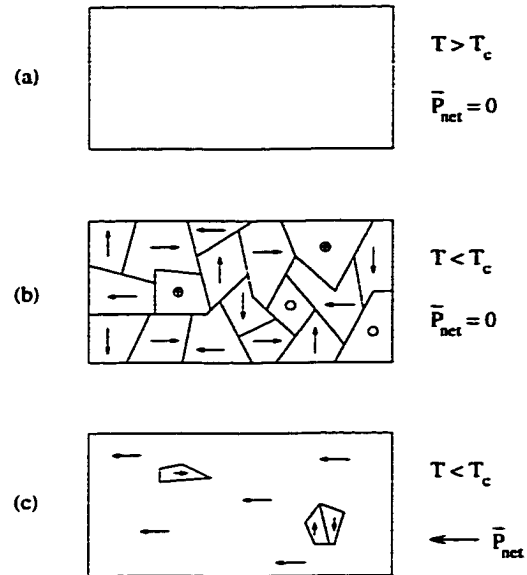 (a)
T > T_c
P̅_net = 0
(b)
T < T_c
P̅_net = 0
(c)
T < T_c
P̅_net